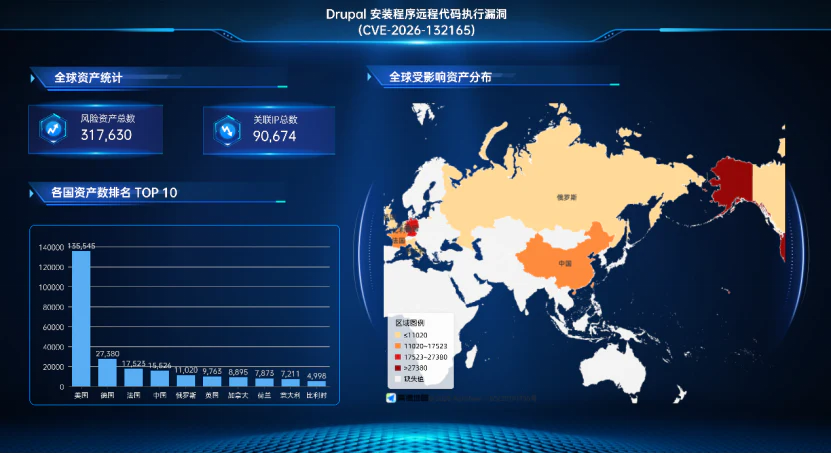 Drupal 安装程序远程代码执行漏洞
(CVE-2026-132165)
全球资产统计
风险资产总数
317,630
关联IP总数
90,674
各国资产数排名 TOP 10
140000
120000
100000
80000
60000
40000
20000
0
135,545
27,380
17,523
15,526
11,020
9,763
8,895
7,873
7,211
4,998
美国
德国
法国
中国
俄罗斯
英国
加拿大
荷兰
意大利
比利时
全球受影响资产分布
俄罗斯
法国
中国
区域图例
≤11020
11020~17523
17523~27380
>27380
缺失值